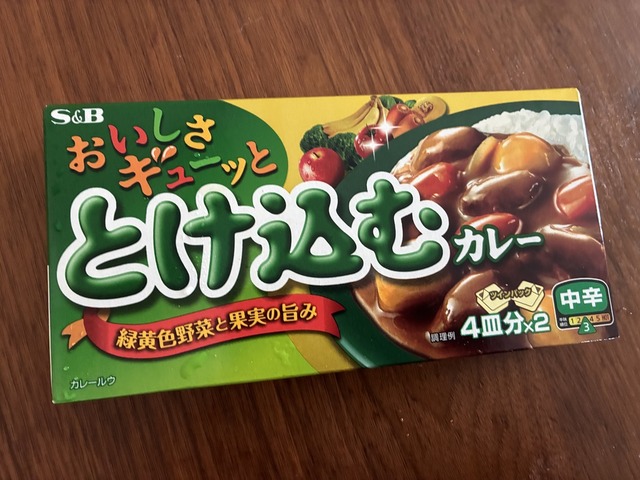 S&B
おいしさ
ギューッと
とけ込む
カレー
緑黄色野菜と果実の旨み
ツインパック
4皿分×2
中辛
3
調理例
カレールウ